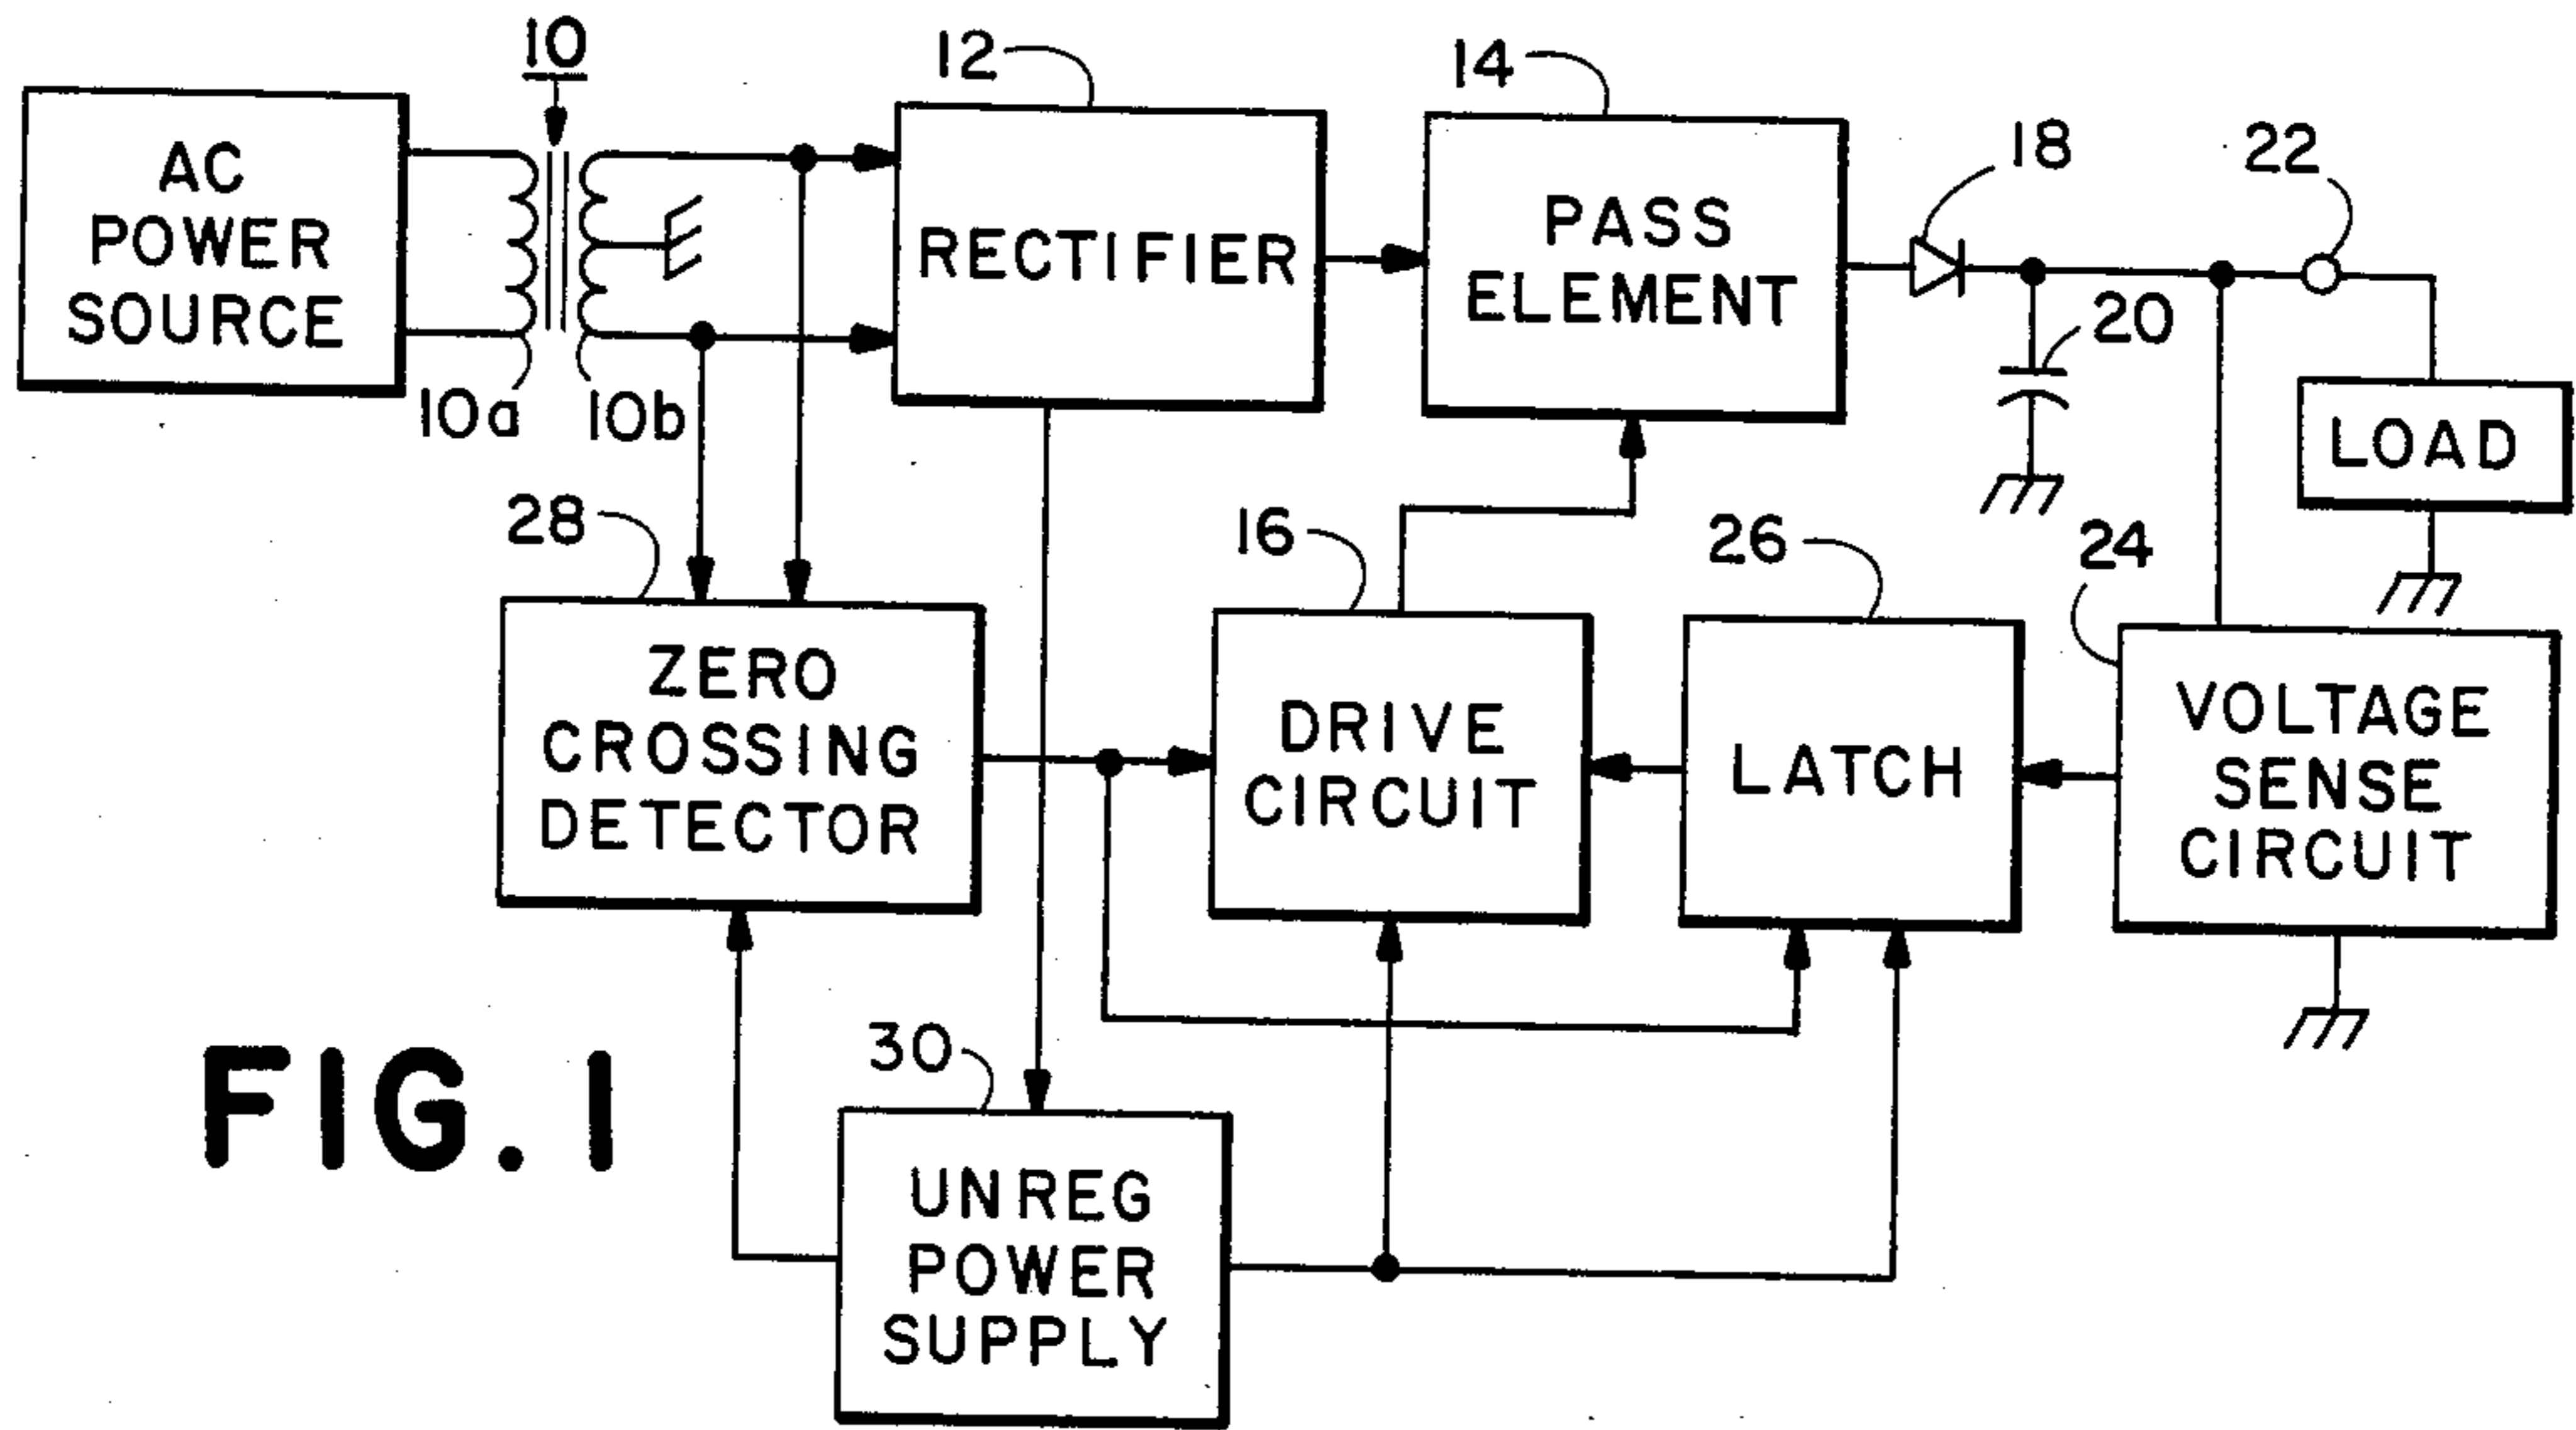 10
12
14
18
22
AC
POWER
SOURCE
RECTIFIER
PASS
ELEMENT
20
10a
10b
LOAD
28
16
26
24
ZERO
CROSSING
DETECTOR
DRIVE
CIRCUIT
LATCH
VOLTAGE
SENSE
CIRCUIT
30
FIG. 1
UNREG
POWER
SUPPLY